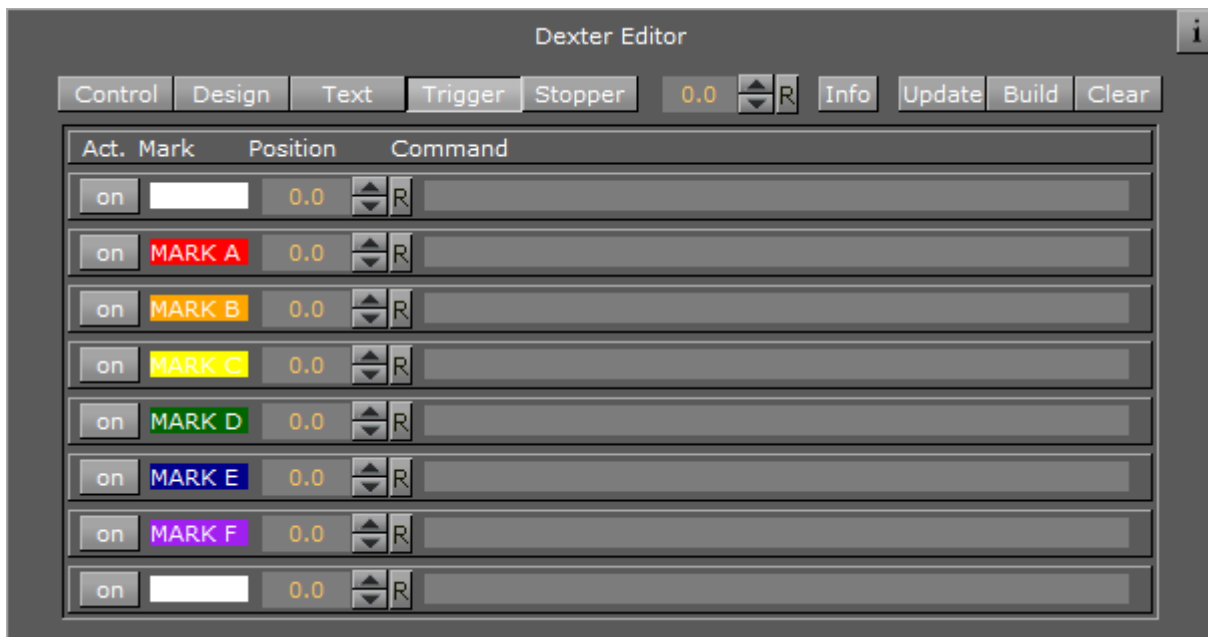 Dexter Editor
i
Control Design Text Trigger Stopper 0.0 R Info Update Build Clear
Act. Mark Position Command
on 0.0 R
on MARK A 0.0 R
on MARK B 0.0 R
on MARK C 0.0 R
on MARK D 0.0 R
on MARK E 0.0 R
on MARK F 0.0 R
on 0.0 R